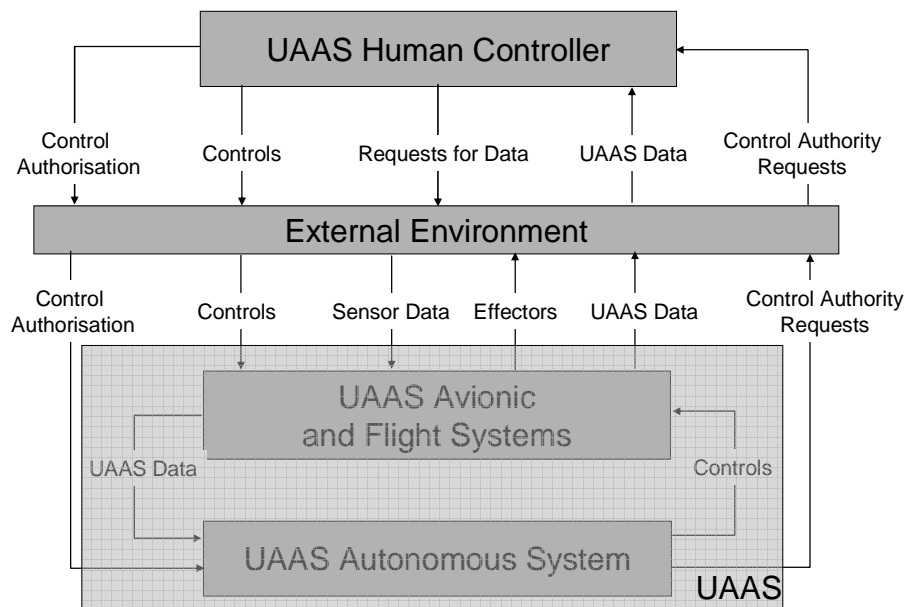 UAAS Human Controller
Control
Authorisation
Controls
Requests for Data
UAAS Data
Control Authority
Requests
External Environment
Control
Authorisation
Controls
Sensor Data
Effectors
UAAS Data
Control Authority
Requests
UAAS Avionic
and Flight Systems
UAAS Data
Controls
UAAS Autonomous System
UAAS